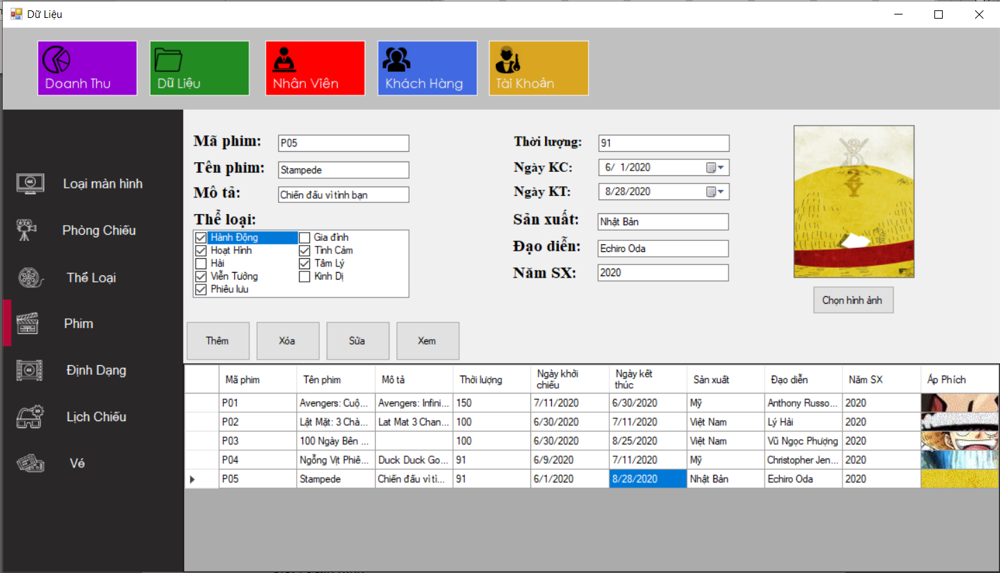 Dữ Liệu
Doanh Thu
Dữ Liệu
Nhân Viên
Khách Hàng
Tài Khoản
Loại màn hình
Phòng Chiếu
Thể Loại
Phim
Định Dạng
Lịch Chiếu
Vé
Mã phim: P05
Tên phim: Stampede
Mô tả: Chiến đấu vì tình bạn
Thể loại:
Hành Động Gia đình
Hoạt Hình Tình Cảm
Hài Tâm Lý
Viễn Tưởng Kinh Dị
Phiêu lưu
Thời lượng: 91
Ngày KC: 6/ 1/2020
Ngày KT: 8/28/2020
Sản xuất: Nhật Bản
Đạo diễn: Echiro Oda
Năm SX: 2020
3D
2Y
Chọn hình ảnh
Thêm Xóa Sửa Xem
Mã phim Tên phim Mô tả Thời lượng Ngày khởi chiếu Ngày kết thúc Sản xuất Đạo diễn Năm SX Áp Phích
P01 Avengers: Cuộ... Avengers: Infini... 150 7/11/2020 6/30/2020 Mỹ Anthony Russo... 2020
P02 Lật Mặt: 3 Chà... Lat Mat 3 Chan... 100 6/30/2020 7/11/2020 Việt Nam Lý Hải 2020
P03 100 Ngày Bên ... 100 6/30/2020 8/25/2020 Việt Nam Vũ Ngọc Phượng 2020
P04 Ngỗng Vịt Phiê... Duck Duck Go... 91 6/9/2020 7/11/2020 Mỹ Christopher Jen... 2020
P05 Stampede Chiến đấu vì tì... 91 6/1/2020 8/28/2020 Nhật Bản Echiro Oda 2020